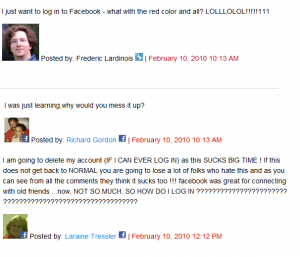 I just want to log in to Facebook - what with the red color and all? LOLLLOLOL!!!!!111
Posted by: Frederic Lardinois | February 10, 2010 10:13 AM
I was just learning.why would you mess it up?
Posted by: Richard Gordon | February 10, 2010 10:13 AM
I am going to delete my account (IF I CAN EVER LOG IN) as this SUCKS BIG TIME ! if this
does not get back to NORMAL you are going to lose a lot of folks who hate this and as you
can see from all the comments they think it sucks too !!!! facebook was great for connecting
with old friends ...now, NOT SO MUCH. SO HOW DO I LOG IN ???????????????????????
??????????????????????????????????
Posted by: Laraine Tressler | February 10, 2010 12:12 PM